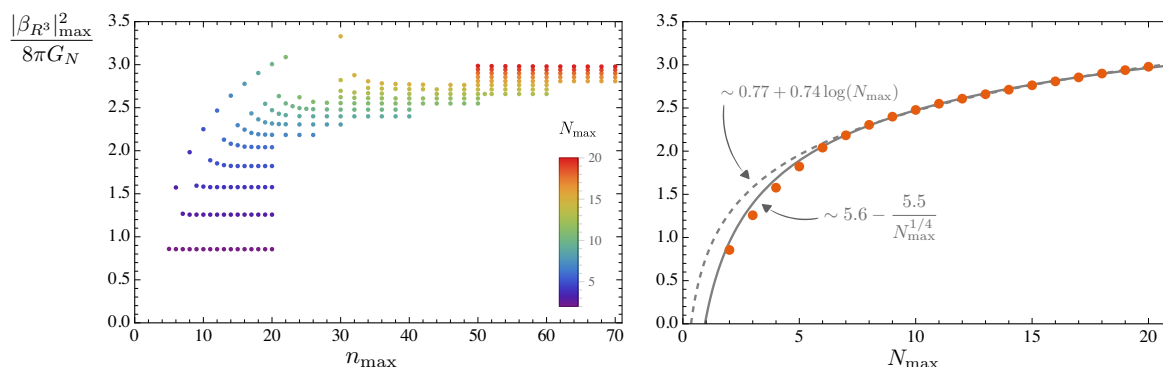 |β_{R³}|²_max
8πG_N
3.5
3.0
2.5
2.0
1.5
1.0
0.5
0.0
0 10 20 30 40 50 60 70
n_max
N_max
20
15
10
5
3.5
3.0
2.5
2.0
1.5
1.0
0.5
0.0
0 5 10 15 20
N_max
∼ 0.77 + 0.74 log(N_max)
∼ 5.6 − 5.5 / N_max^{1/4}